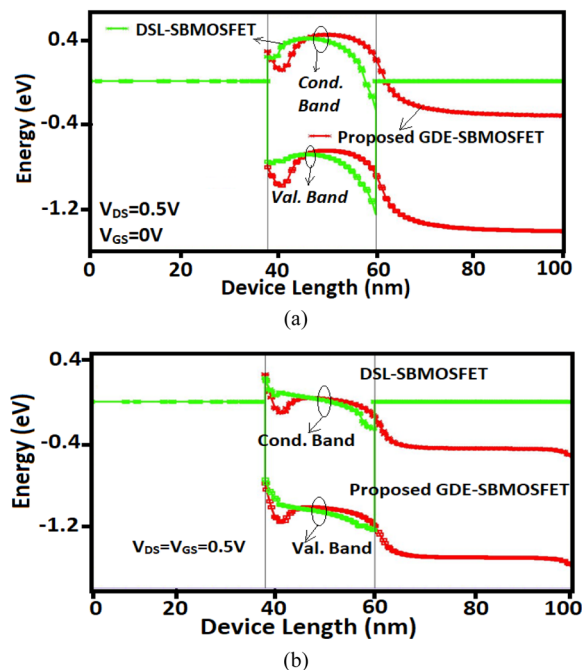 0.4
DSL-SBMOSFET
Cond.
Band
Energy (eV)
-0.4
Proposed GDE-SBMOSFET
Val. Band
-1.2
VDS=0.5V
VGS=0V
0 20 40 60 80 100
Device Length (nm)
(a)
0.4
DSL-SBMOSFET
Cond. Band
Energy (eV)
-0.4
Proposed GDE-SBMOSFET
-1.2
VDS=VGS=0.5V
Val. Band
0 20 40 60 80 100
Device Length (nm)
(b)